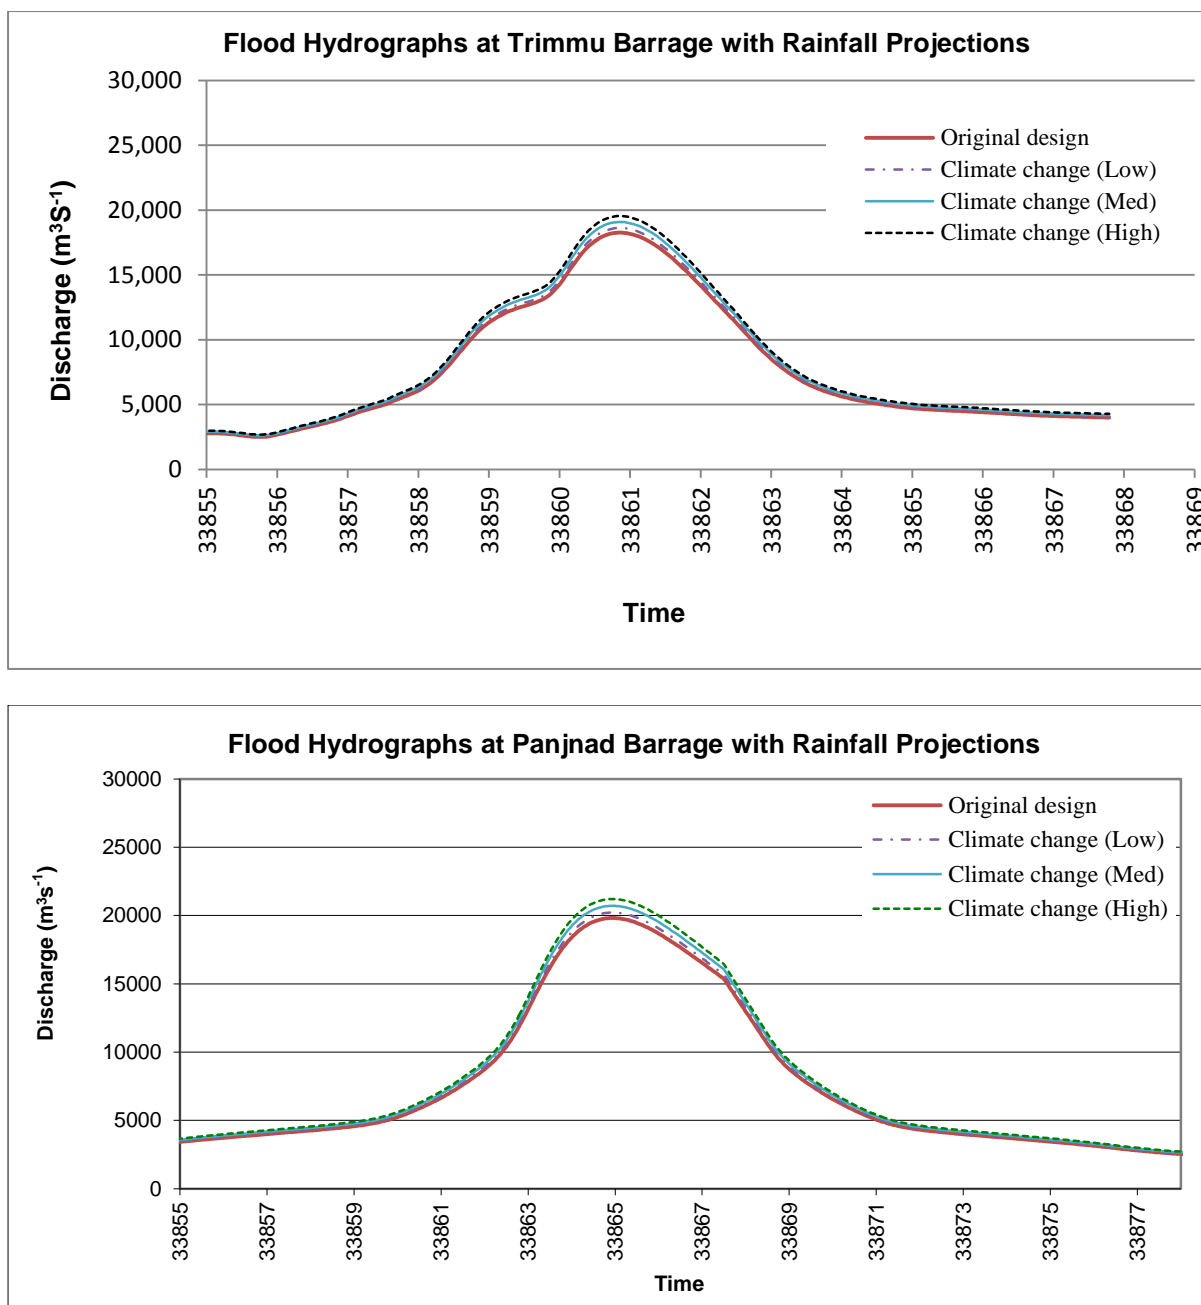 Flood Hydrographs at Trimmu Barrage with Rainfall Projections
30,000
25,000
20,000
15,000
10,000
5,000
0
Discharge (m³S⁻¹)
Original design
Climate change (Low)
Climate change (Med)
Climate change (High)
33855
33856
33857
33858
33859
33860
33861
33862
33863
33864
33865
33866
33867
33868
33869
Time
Flood Hydrographs at Panjnad Barrage with Rainfall Projections
30000
25000
20000
15000
10000
5000
0
Discharge (m³s⁻¹)
Original design
Climate change (Low)
Climate change (Med)
Climate change (High)
33855
33857
33859
33861
33863
33865
33867
33869
33871
33873
33875
33877
Time